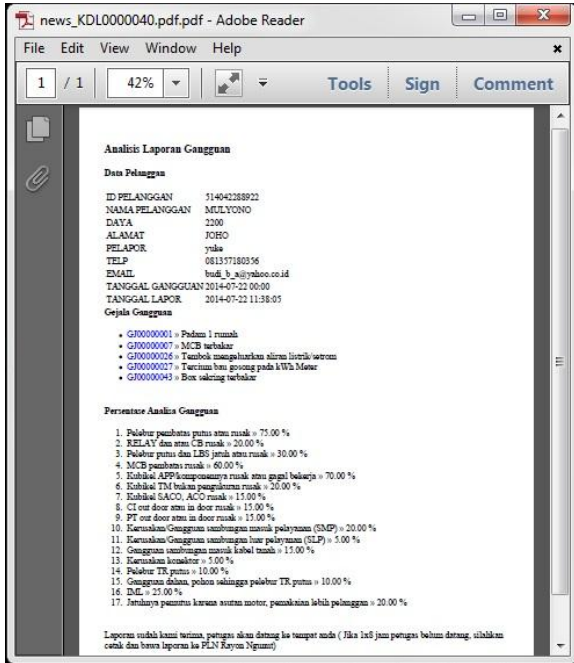 news_KDL0000040.pdf.pdf - Adobe Reader
File Edit View Window Help
1 / 1 42% Tools Sign Comment
Analisis Laporan Gangguan
Data Pelanggan
ID PELANGGAN 514042288922
NAMA PELANGGAN MULYONO
DAYA 2200
ALAMAT JOHO
PELAPOR yuke
TELP 081357180356
EMAIL budi_b_a@yahoo.co.id
TANGGAL GANGGUAN 2014-07-22 00:00
TANGGAL LAPOR 2014-07-22 11:38:05
Gejala Gangguan
• GJ00000001 » Padam 1 rumah
• GJ00000007 » MCB terbakar
• GJ00000026 » Tembok mengeluarkan aliran listrik/setrom
• GJ00000027 » Tercium bau gosong pada kWh Meter
• GJ00000043 » Box sekring terbakar
Persentase Analisa Gangguan
1. Pelebur pembatas putus atau rusak » 75.00 %
2. RELAY dan atau CB rusak » 20.00 %
3. Pelebur putus dan LBS jatuh atau rusak » 30.00 %
4. MCB pembatas rusak » 60.00 %
5. Kubikel APP/komponennya rusak atau gagal bekerja » 70.00 %
6. Kubikel TM bukan pengukuran rusak » 20.00 %
7. Kubikel SACO, ACO rusak » 15.00 %
8. CI out door atau in door rusak » 15.00 %
9. PT out door atau in door rusak » 15.00 %
10. Kerusakan/Gangguan sambungan masuk pelayanan (SMP) » 20.00 %
11. Kerusakan/Gangguan sambungan luar pelayanan (SLP) » 5.00 %
12. Gangguan sambungan masuk kabel tanah » 15.00 %
13. Kerusakan konektor » 5.00 %
14. Pelebur TR putus » 10.00 %
15. Gangguan dahan, pohon sehingga pelebur TR putus » 10.00 %
16. IML » 25.00 %
17. Jatuhnya pemutus karena asutan motor, pemakaian lebih pelanggan » 20.00 %
Laporan sudah kami terima, petugas akan datang ke tempat anda ( Jika 1x8 jam petugas belum datang, silahkan
cetak dan bawa laporan ke PLN Rayon Ngunut)